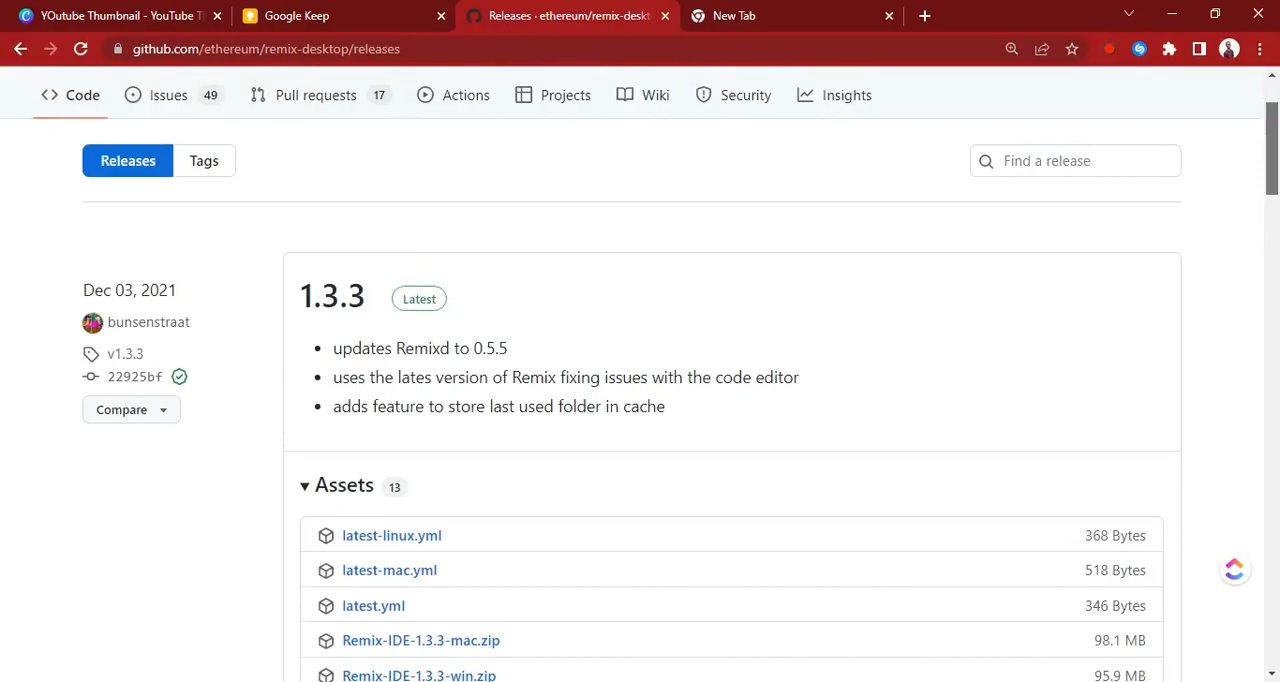 YOutube Thumbnail - YouTube T
Google Keep
Releases · ethereum/remix-deskt
New Tab
github.com/ethereum/remix-desktop/releases
Code
Issues 49
Pull requests 17
Actions
Projects
Wiki
Security
Insights
Releases
Tags
Find a release
Dec 03, 2021
bunsenstraat
v1.3.3
22925bf
Compare
1.3.3
Latest
• updates Remixd to 0.5.5
• uses the lates version of Remix fixing issues with the code editor
• adds feature to store last used folder in cache
Assets 13
latest-linux.yml 368 Bytes
latest-mac.yml 518 Bytes
latest.yml 346 Bytes
Remix-IDE-1.3.3-mac.zip 98.1 MB
Remix-IDE-1.3.3-win.zip 95.9 MB